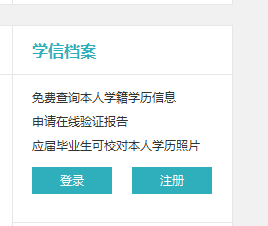 学信档案
免费查询本人学籍学历信息
申请在线验证报告
应届毕业生可校对本人学历照片
登录 注册